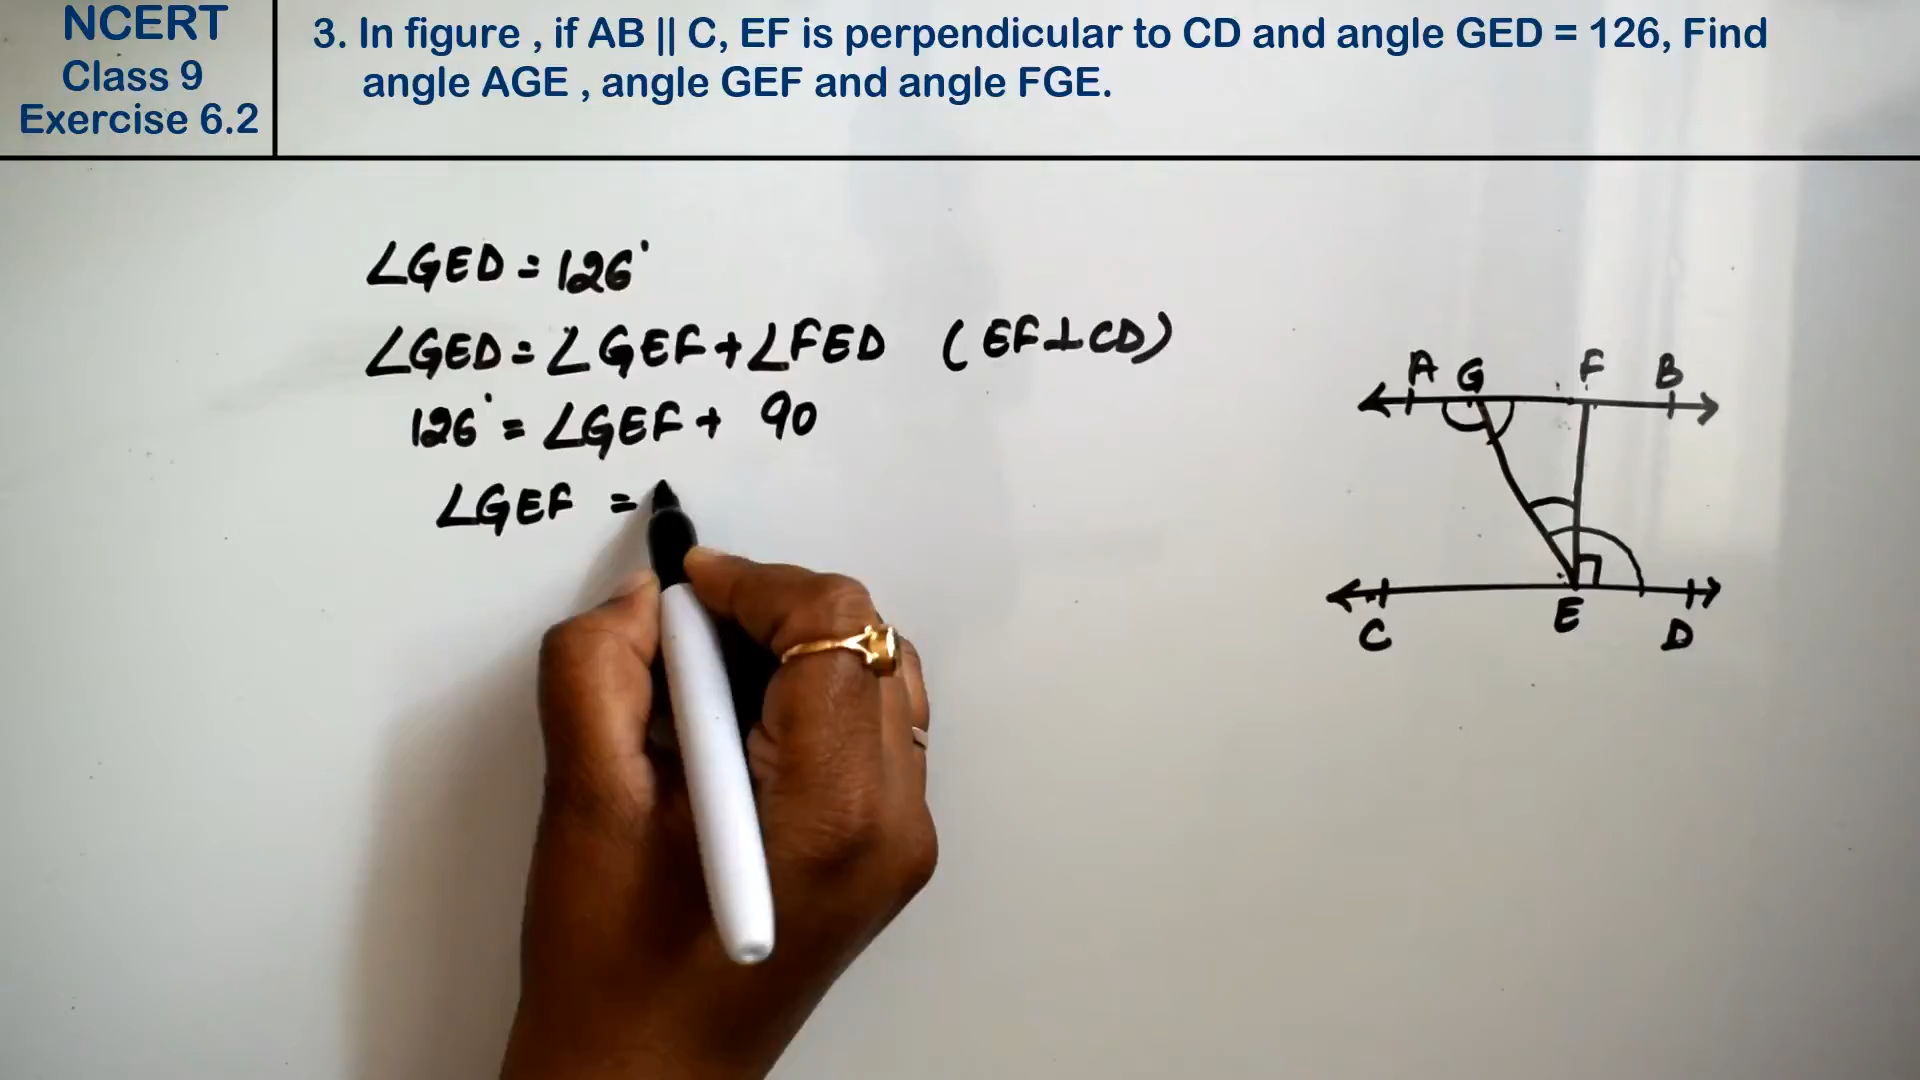 NCERT
Class 9
Exercise 6.2
3. In figure , if AB || C, EF is perpendicular to CD and angle GED = 126, Find
angle AGE , angle GEF and angle FGE.
∠GED = 126°
∠GED = ∠GEF + ∠FED (EF⊥CD)
126° = ∠GEF + 90
∠GEF =
A G F B
C E D